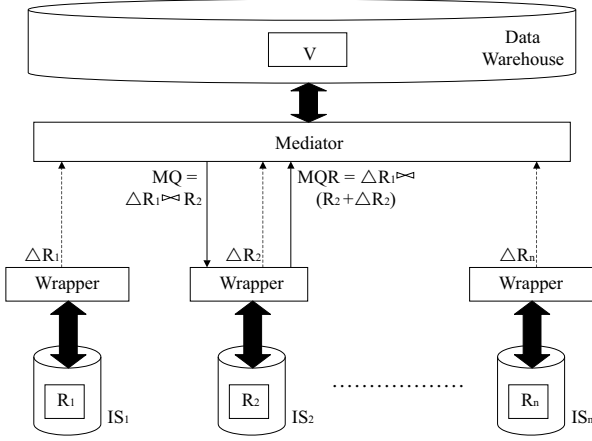 V
Data
Warehouse
Mediator
MQ =
△R₁⋈ R₂
MQR = △R₁⋈
(R₂+△R₂)
△R₁
△R₂
△Rₙ
Wrapper
Wrapper
Wrapper
R₁
IS₁
R₂
IS₂
....................
Rₙ
ISₙ